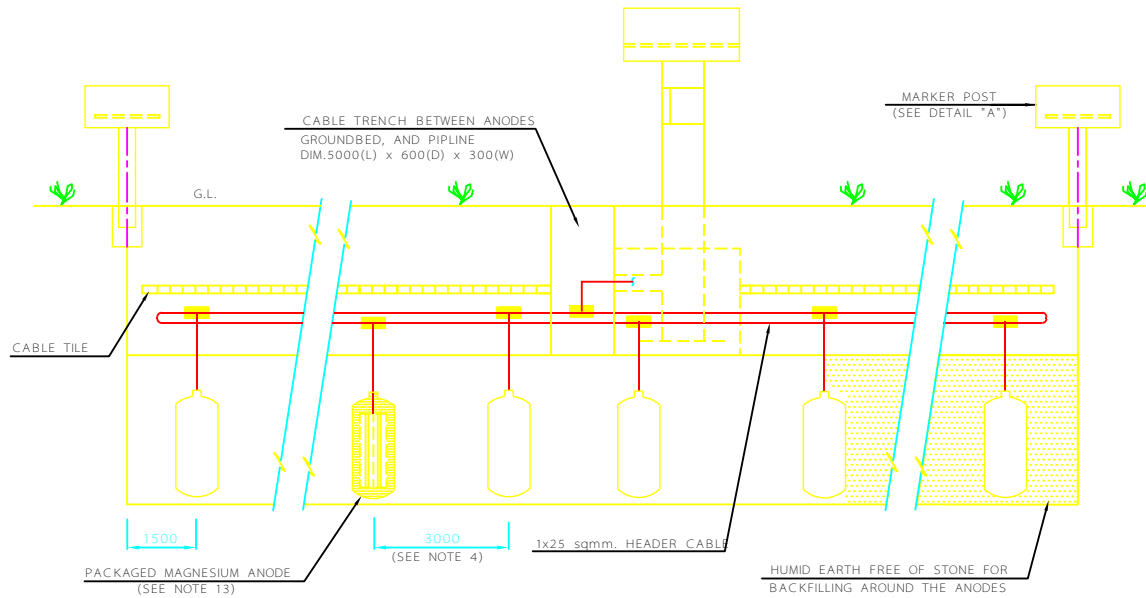 MARKER POST
(SEE DETAIL "A")
CABLE TRENCH BETWEEN ANODES
GROUNDBED, AND PIPLINE
DIM.5000(L) x 600(D) x 300(W)
G.L.
CABLE TILE
1500
3000
(SEE NOTE 4)
1x25 sqmm. HEADER CABLE
PACKAGED MAGNESIUM ANODE
(SEE NOTE 13)
HUMID EARTH FREE OF STONE FOR
BACKFILLING AROUND THE ANODES